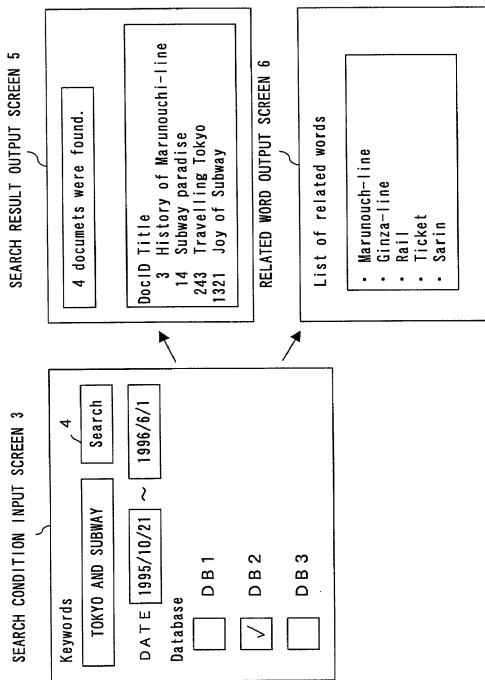 SEARCH CONDITION INPUT SCREEN 3
Keywords
TOKYO AND SUBWAY
4
Search
DATE 1995/10/21 ~ 1996/6/1
Database
DB1
✓ DB2
DB3
SEARCH RESULT OUTPUT SCREEN 5
4 documets were found.
DocID Title
3 History of Marunouchi-line
14 Subway paradise
243 Travelling Tokyo
1321 Joy of Subway
RELATED WORD OUTPUT SCREEN 6
List of related words
• Marunouch-line
• Ginza-line
• Rail
• Ticket
• Sarin